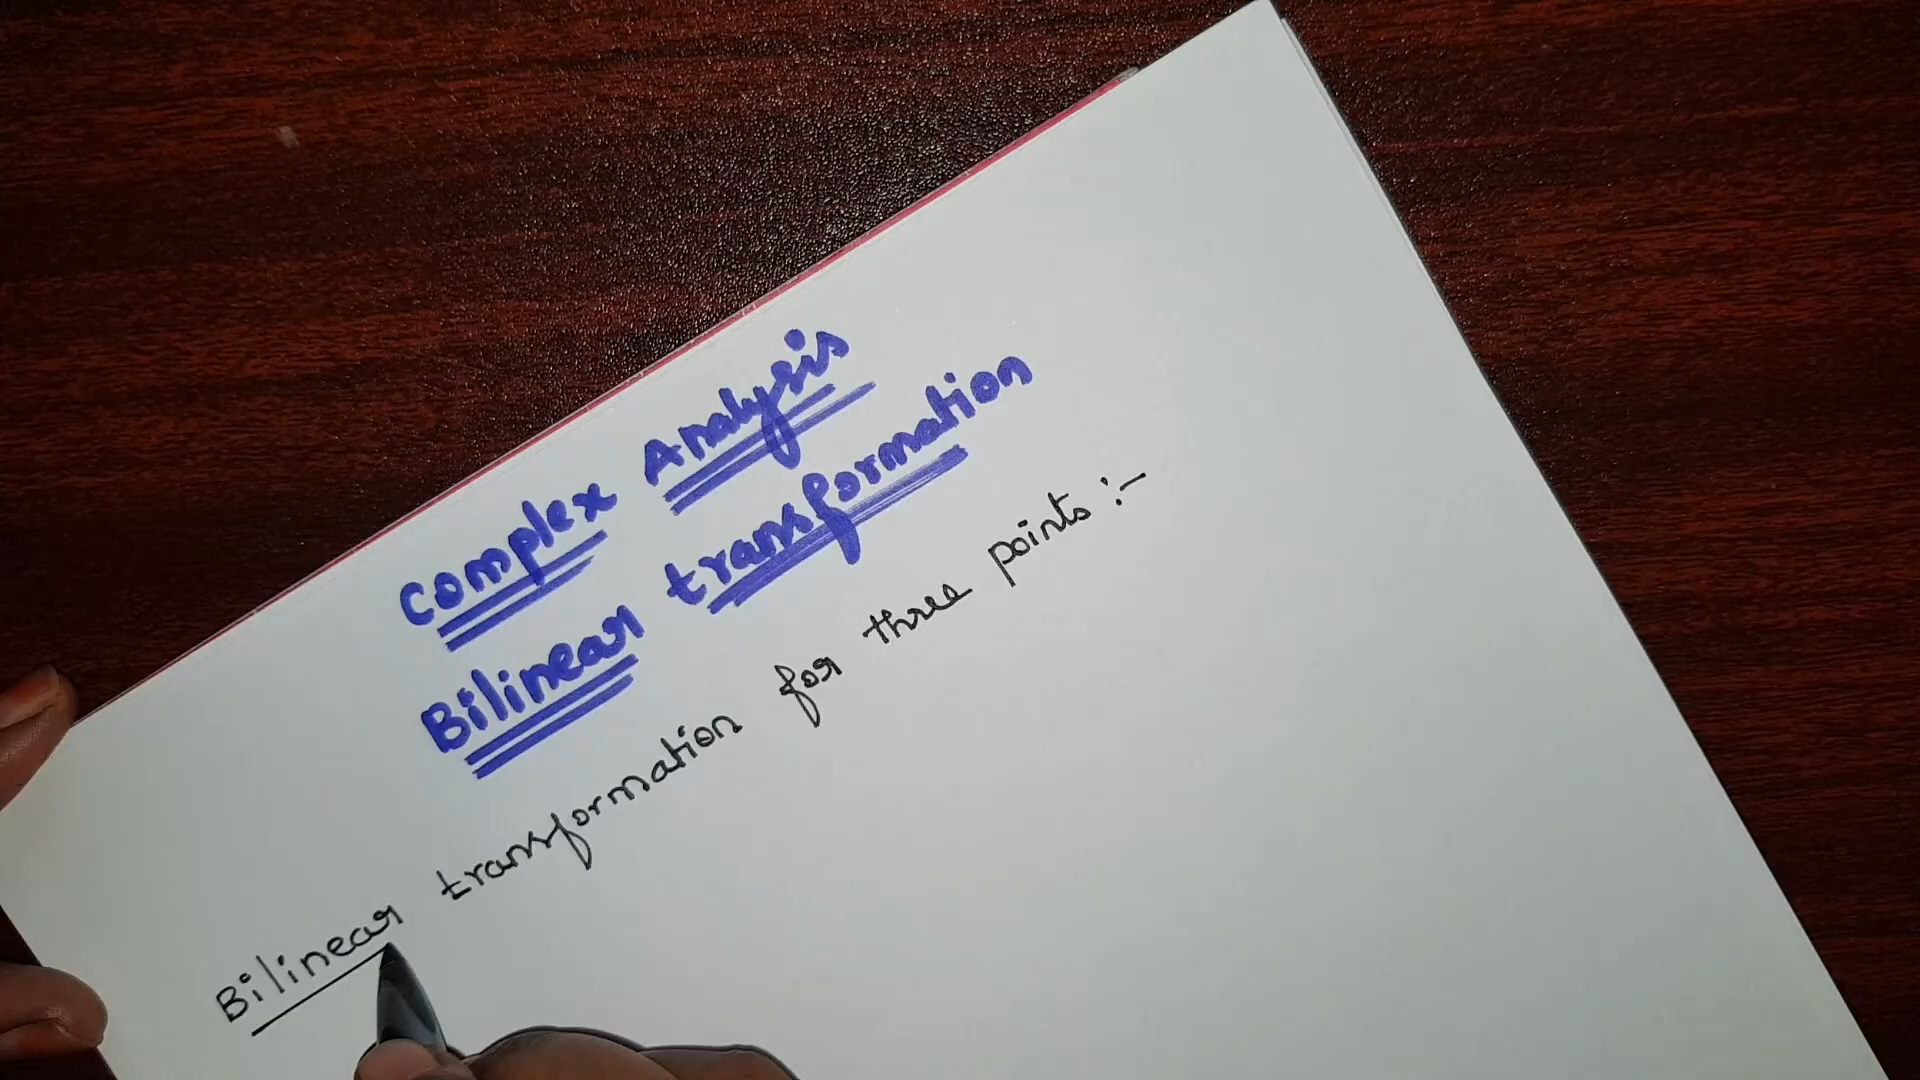 Complex Analysis
Bilinear transformation
Bilinear transformation for three points :-